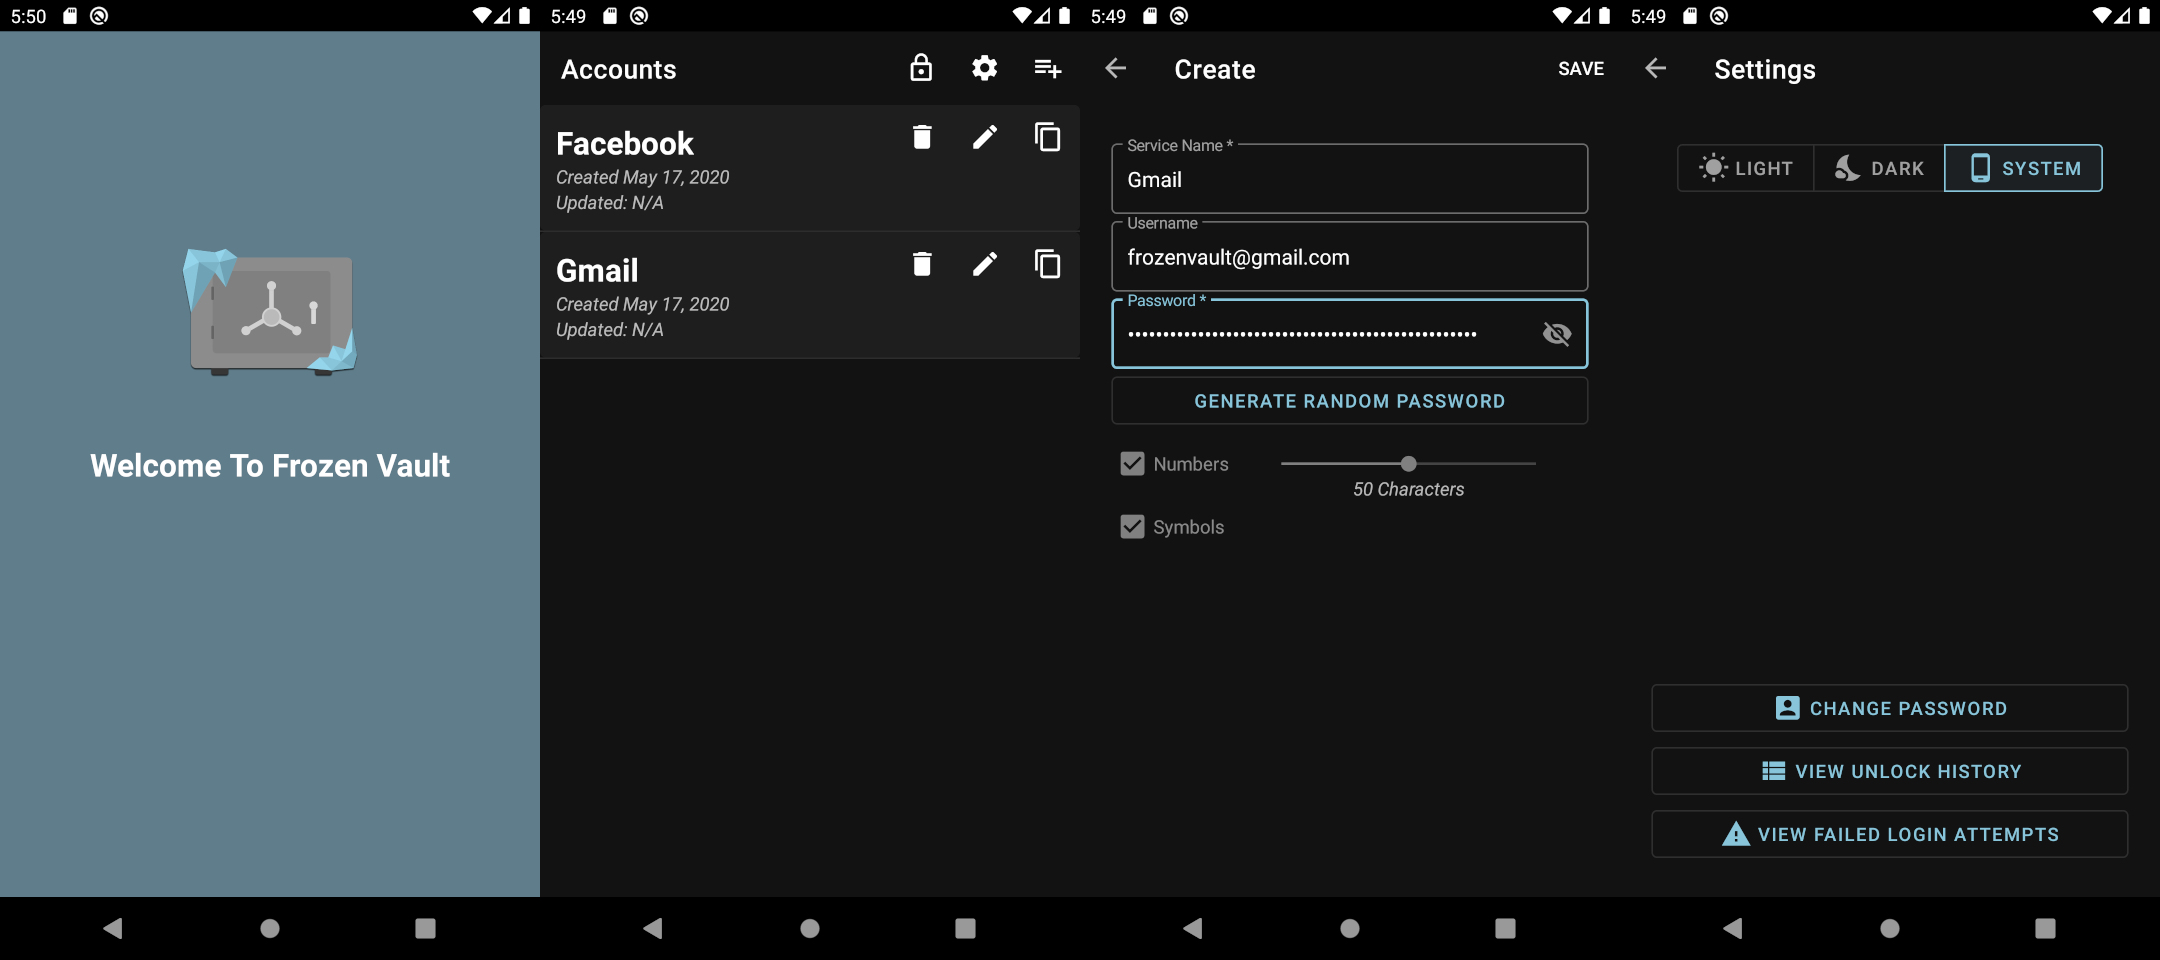 5:50
Welcome To Frozen Vault
5:49
Accounts
Facebook
Created May 17, 2020
Updated: N/A
Gmail
Created May 17, 2020
Updated: N/A
5:49
Create
SAVE
Service Name *
Gmail
Username
frozenvault@gmail.com
Password *
••••••••••••••••••••••••••••••••••••••••••••••••••
GENERATE RANDOM PASSWORD
Numbers
50 Characters
Symbols
5:49
Settings
LIGHT
DARK
SYSTEM
CHANGE PASSWORD
VIEW UNLOCK HISTORY
VIEW FAILED LOGIN ATTEMPTS